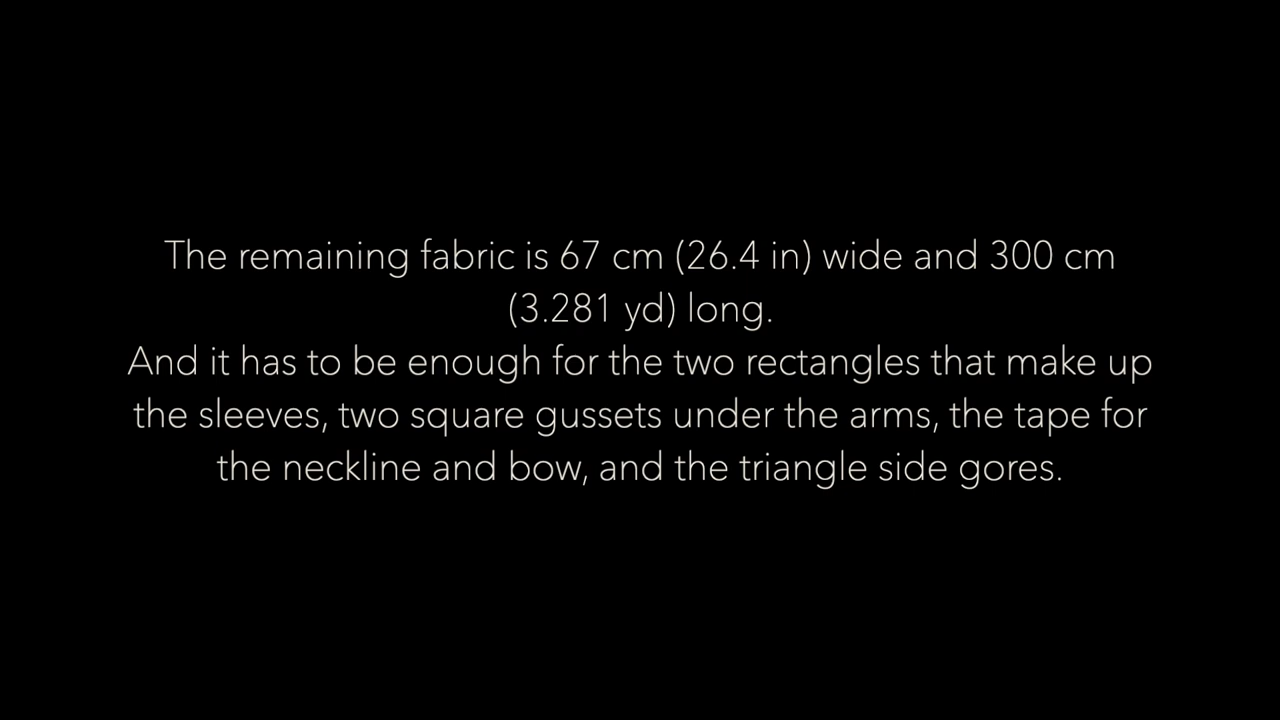 The remaining fabric is 67 cm (26.4 in) wide and 300 cm
(3.281 yd) long.
And it has to be enough for the two rectangles that make up
the sleeves, two square gussets under the arms, the tape for
the neckline and bow, and the triangle side gores.